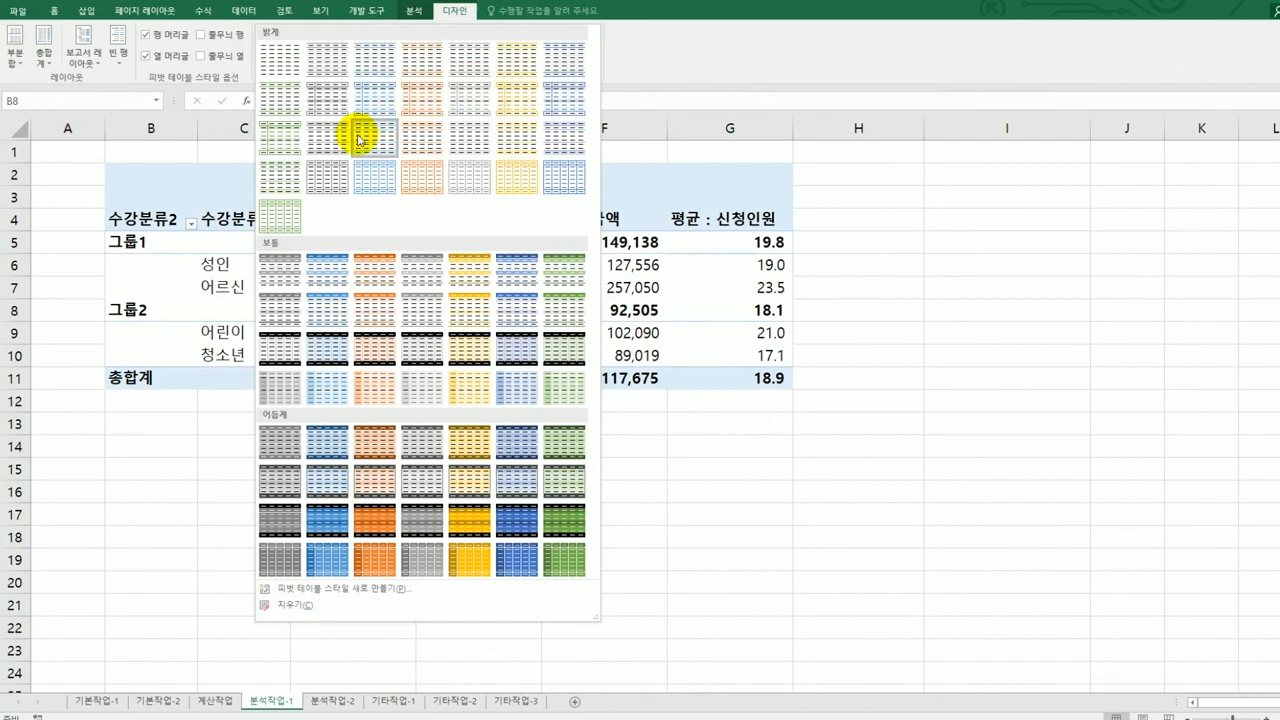 파일 홈 삽입 페이지 레이아웃 수식 데이터 검토 보기 개발 도구 분석 디자인 수행할 작업을 알려 주세요.
부분합 총합계 보고서 레이아웃 빈 행
행 머리글 줄무늬 행
열 머리글 줄무늬 열
레이아웃 피벗 테이블 스타일 옵션
밝게
보통
어둡게
피벗 테이블 스타일 새로 만들기(P)...
지우기(C)
B8 fx
A B C F G H I J K
1
2
3
4 수강분류2 수강분류 평균 : 신청인원
5 그룹1 149,138 19.8
6 성인 127,556 19.0
7 어르신 257,050 23.5
8 그룹2 92,505 18.1
9 어린이 102,090 21.0
10 청소년 89,019 17.1
11 총합계 117,675 18.9
12
13
14
15
16
17
18
19
20
21
22
23
24
기본작업-1 기본작업-2 계산작업 분석작업-1 분석작업-2 기타작업-1 기타작업-2 기타작업-3